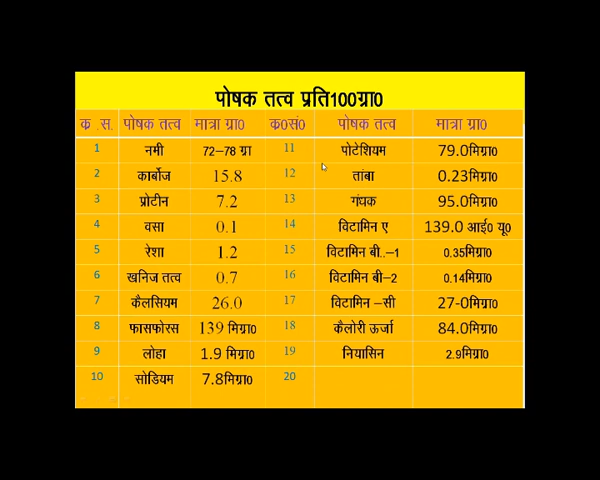 पोषक तत्व प्रति100ग्रा0
क्र .स. पोषक तत्व मात्रा ग्रा0 क0सं0 पोषक तत्व मात्रा ग्रा0
1 नमी 72–78 ग्रा 11 पोटेशियम 79.0मिग्रा0
2 कार्बोज 15.8 12 तांबा 0.23मिग्रा0
3 प्रोटीन 7.2 13 गंधक 95.0मिग्रा0
4 वसा 0.1 14 विटामिन ए 139.0 आई0 यू0
5 रेशा 1.2 15 विटामिन बी..–1 0.35मिग्रा0
6 खनिज तत्व 0.7 16 विटामिन बी–2 0.14मिग्रा0
7 कैलसियम 26.0 17 विटामिन –सी 27-0मिग्रा0
8 फासफोरस 139 मिग्रा0 18 कैलोरी ऊर्जा 84.0मिग्रा0
9 लोहा 1.9 मिग्रा0 19 नियासिन 2.9मिग्रा0
10 सोडियम 7.8मिग्रा0 20